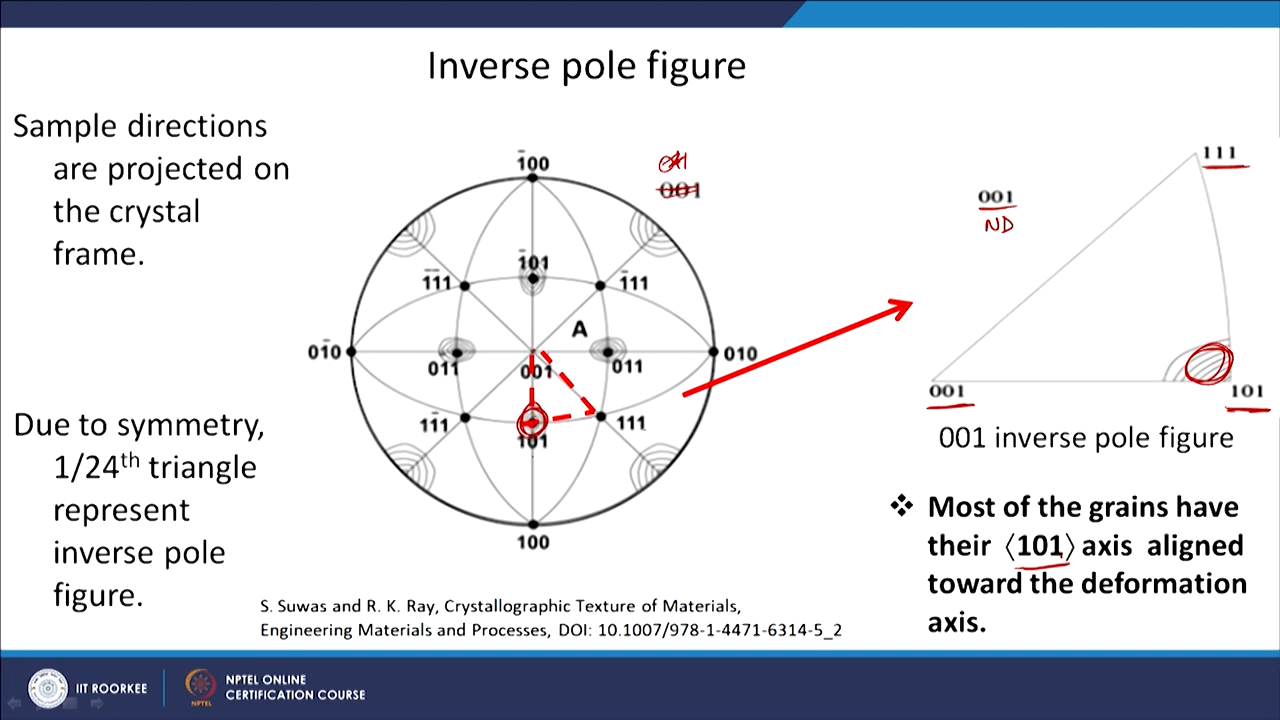 Inverse pole figure
Sample directions
are projected on
the crystal
frame.
Due to symmetry,
1/24th triangle
represent
inverse pole
figure.
1̄00
001
1̄01
1̄1̄1
1̄11
A
01̄0
010
011
001
011
11̄1
111
101
100
S. Suwas and R. K. Ray, Crystallographic Texture of Materials,
Engineering Materials and Processes, DOI: 10.1007/978-1-4471-6314-5_2
111
001
ND
001
101
001 inverse pole figure
❖ Most of the grains have
their ⟨101⟩ axis aligned
toward the deformation
axis.
IIT ROORKEE
NPTEL ONLINE
CERTIFICATION COURSE
NPTEL